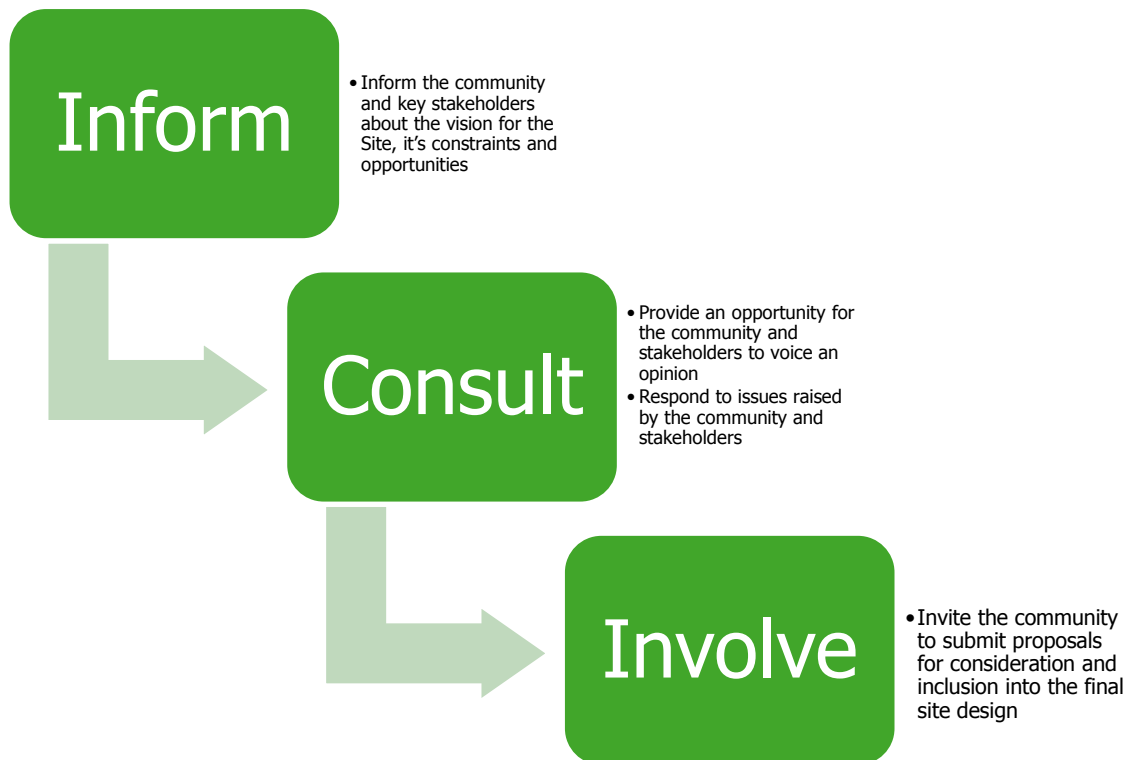 Inform
• Inform the community
and key stakeholders
about the vision for the
Site, it’s constraints and
opportunities
Consult
• Provide an opportunity for
the community and
stakeholders to voice an
opinion
• Respond to issues raised
by the community and
stakeholders
Involve
• Invite the community
to submit proposals
for consideration and
inclusion into the final
site design